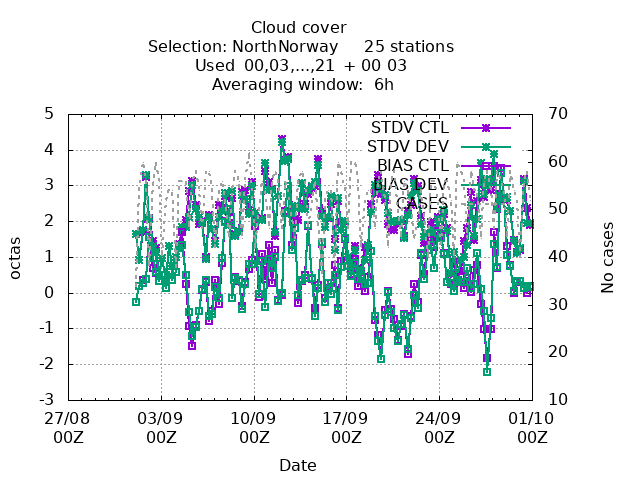 Cloud cover
Selection: NorthNorway 25 stations
Used 00,03,...,21 + 00 03
Averaging window: 6h
STDV CTL
STDV DEV
BIAS CTL
BIAS DEV
CASES
octas
5
4
3
2
1
0
-1
-2
-3
No cases
70
60
50
40
30
20
10
27/08 03/09 10/09 17/09 24/09 01/10
00Z 00Z 00Z 00Z 00Z 00Z
Date